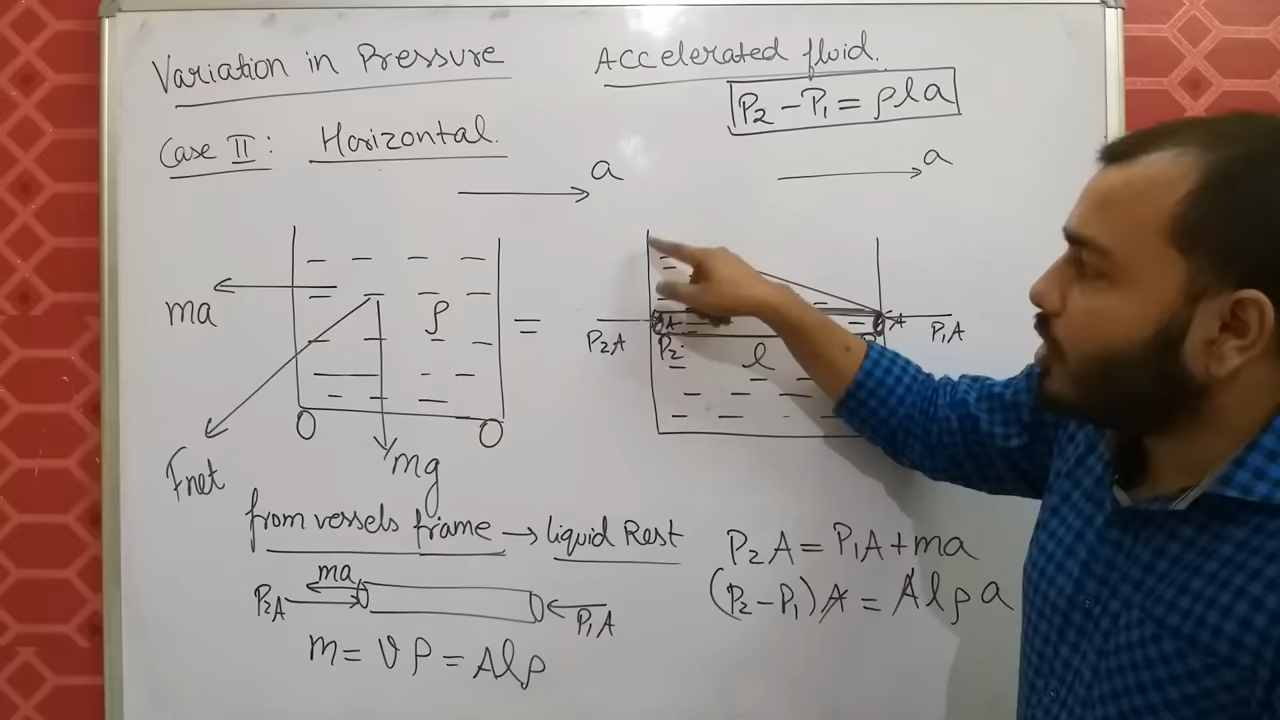 Variation in Pressure
Accelerated fluid.
P₂ - P₁ = ρla
Case II: Horizontal.
a
a
ma
ρ
=
P₂A
A
P₂
l
A
P₁A
Fnet
mg
from vessels frame → liquid Rest
P₂A = P₁A + ma
ma
P₂A
P₁A
(P₂-P₁)A = Alρa
m = Vρ = Alρ